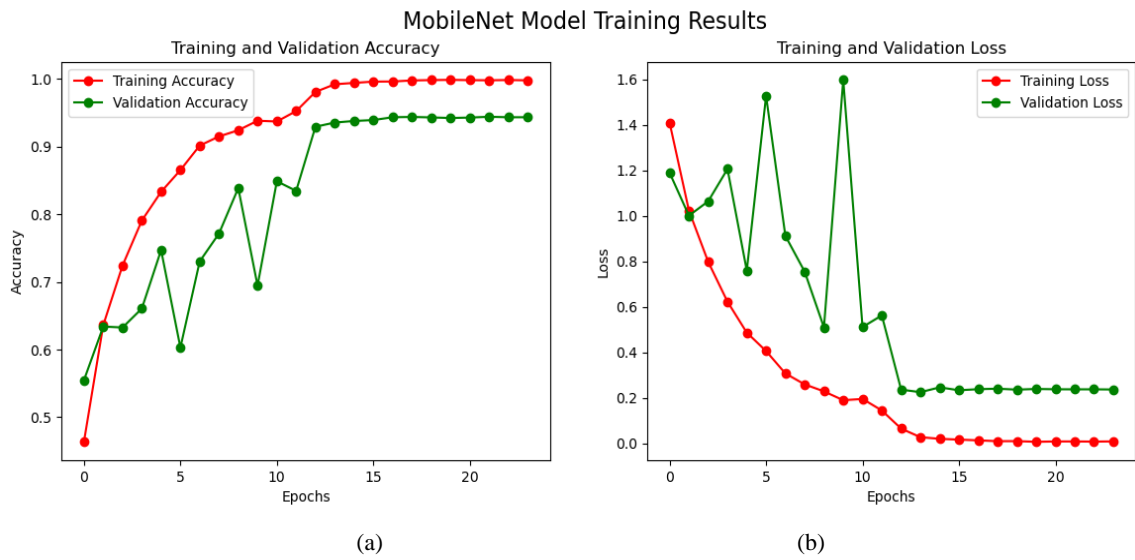 MobileNet Model Training Results
Training and Validation Accuracy
Training Accuracy
Validation Accuracy
1.0
0.9
0.8
0.7
0.6
0.5
Accuracy
0
5
10
15
20
Epochs
(a)
Training and Validation Loss
Training Loss
Validation Loss
1.6
1.4
1.2
1.0
0.8
0.6
0.4
0.2
0.0
Loss
0
5
10
15
20
Epochs
(b)